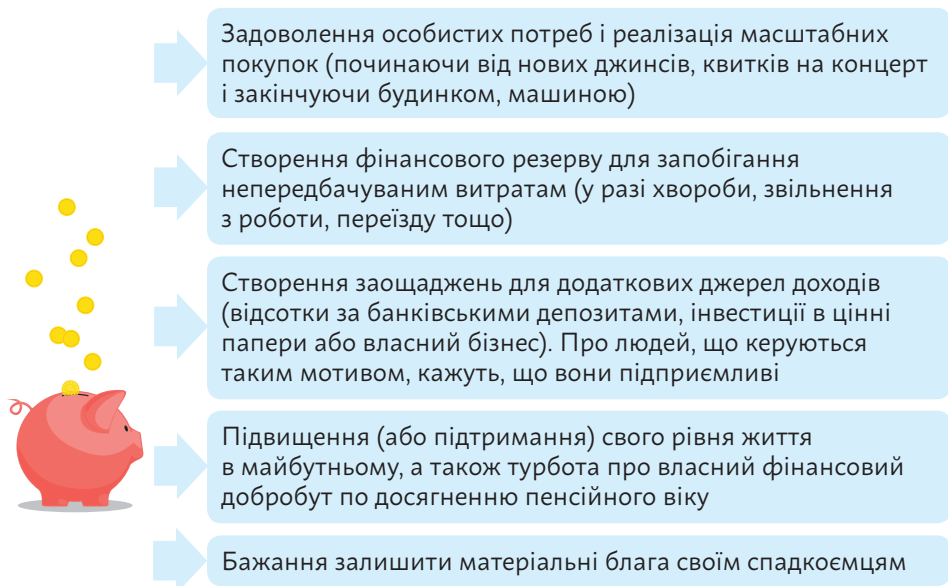 Задоволення особистих потреб і реалізація масштабних
покупок (починаючи від нових джинсів, квитків на концерт
і закінчуючи будинком, машиною)
Створення фінансового резерву для запобігання
непередбачуваним витратам (у разі хвороби, звільнення
з роботи, переїзду тощо)
Створення заощаджень для додаткових джерел доходів
(відсотки за банківськими депозитами, інвестиції в цінні
папери або власний бізнес). Про людей, що керуються
таким мотивом, кажуть, що вони підприємливі
Підвищення (або підтримання) свого рівня життя
в майбутньому, а також турбота про власний фінансовий
добробут по досягненню пенсійного віку
Бажання залишити матеріальні блага своїм спадкоємцям